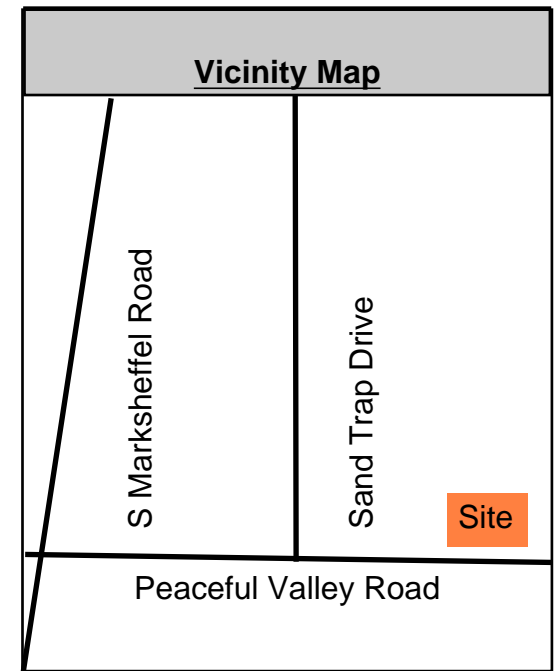 Vicinity Map
S Marksheffel Road
Sand Trap Drive
Site
Peaceful Valley Road